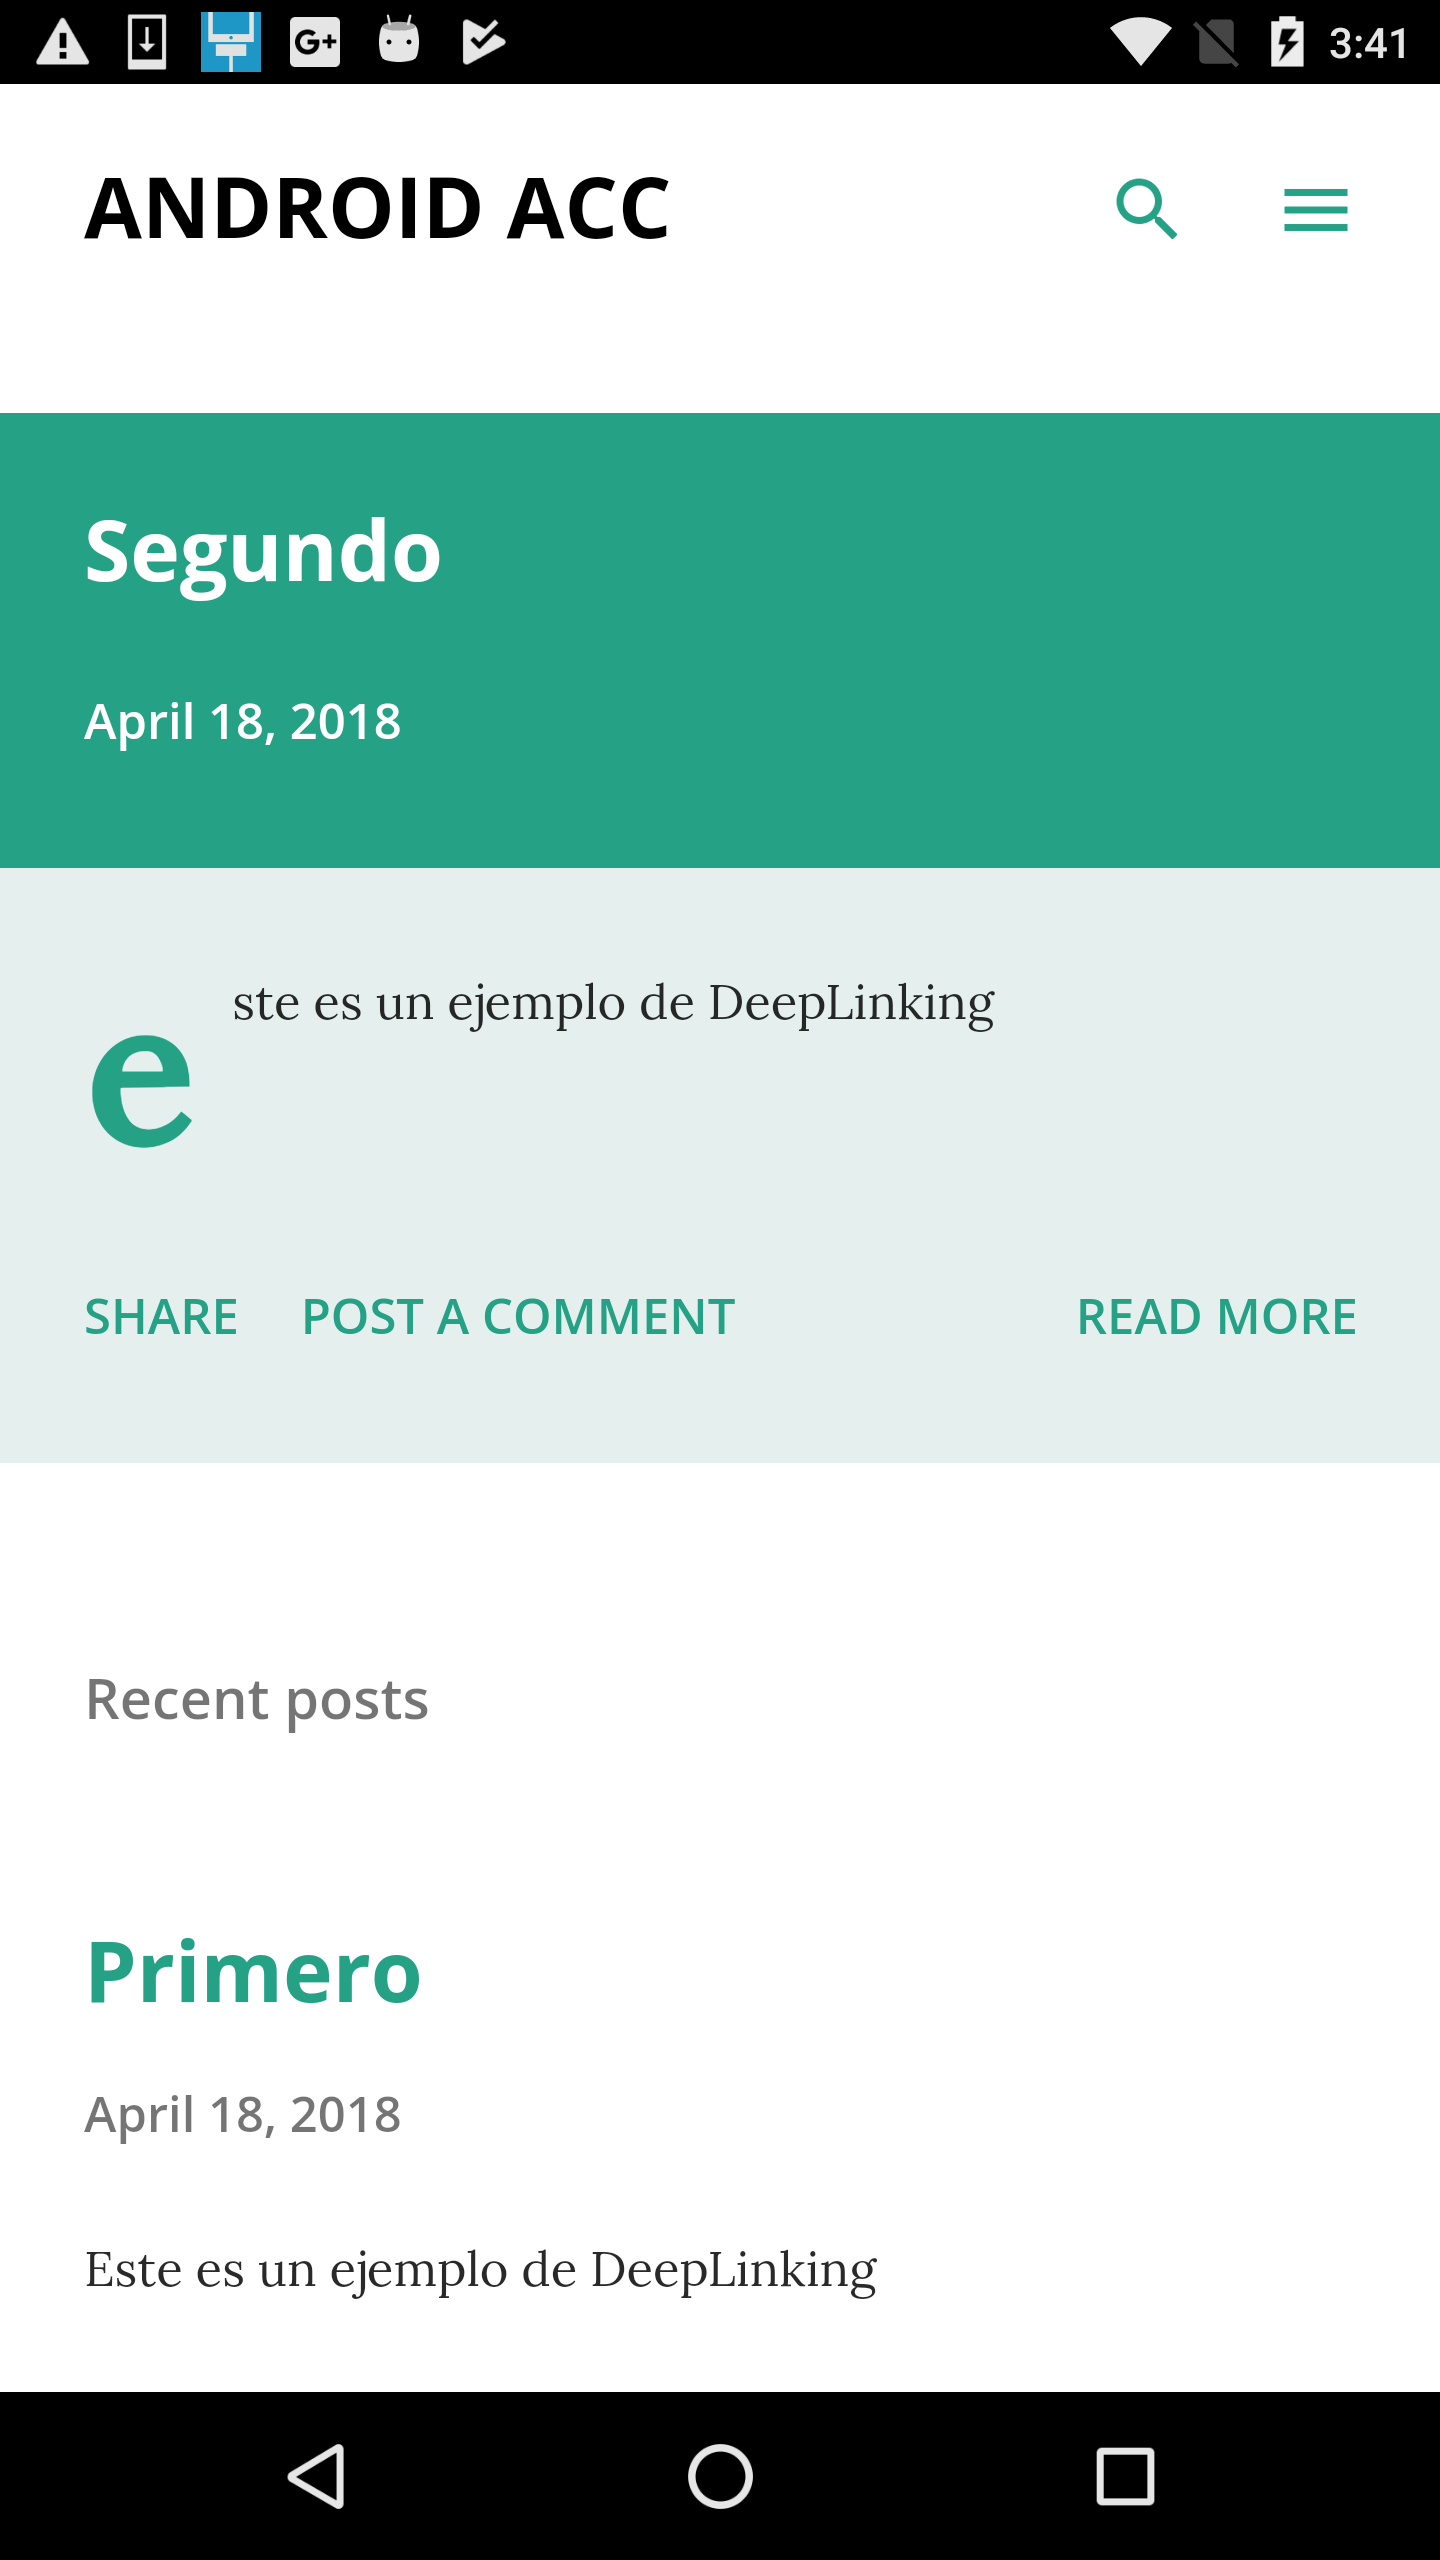 G+ 3:41
ANDROID ACC
Segundo
April 18, 2018
este es un ejemplo de DeepLinking
SHARE POST A COMMENT READ MORE
Recent posts
Primero
April 18, 2018
Este es un ejemplo de DeepLinking